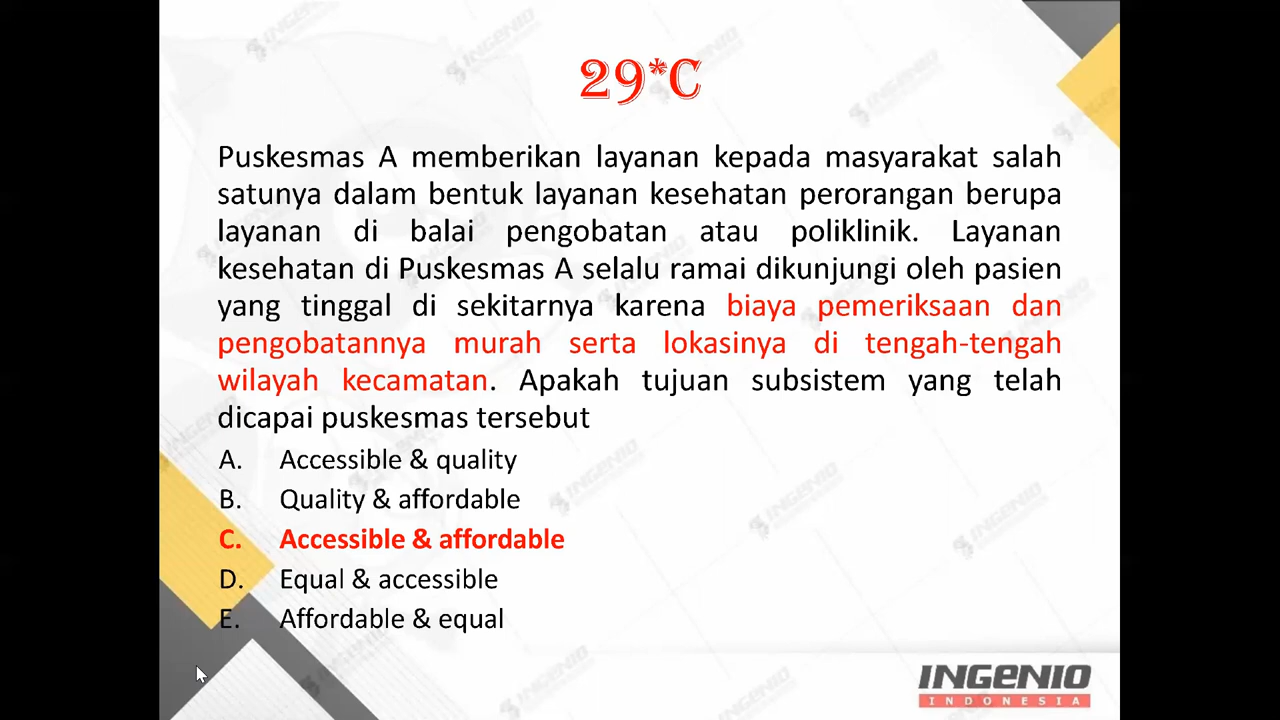 29*C
Puskesmas A memberikan layanan kepada masyarakat salah
satunya dalam bentuk layanan kesehatan perorangan berupa
layanan di balai pengobatan atau poliklinik. Layanan
kesehatan di Puskesmas A selalu ramai dikunjungi oleh pasien
yang tinggal di sekitarnya karena biaya pemeriksaan dan
pengobatannya murah serta lokasinya di tengah-tengah
wilayah kecamatan. Apakah tujuan subsistem yang telah
dicapai puskesmas tersebut
A. Accessible & quality
B. Quality & affordable
C. Accessible & affordable
D. Equal & accessible
E. Affordable & equal
INGENIO
INDONESIA